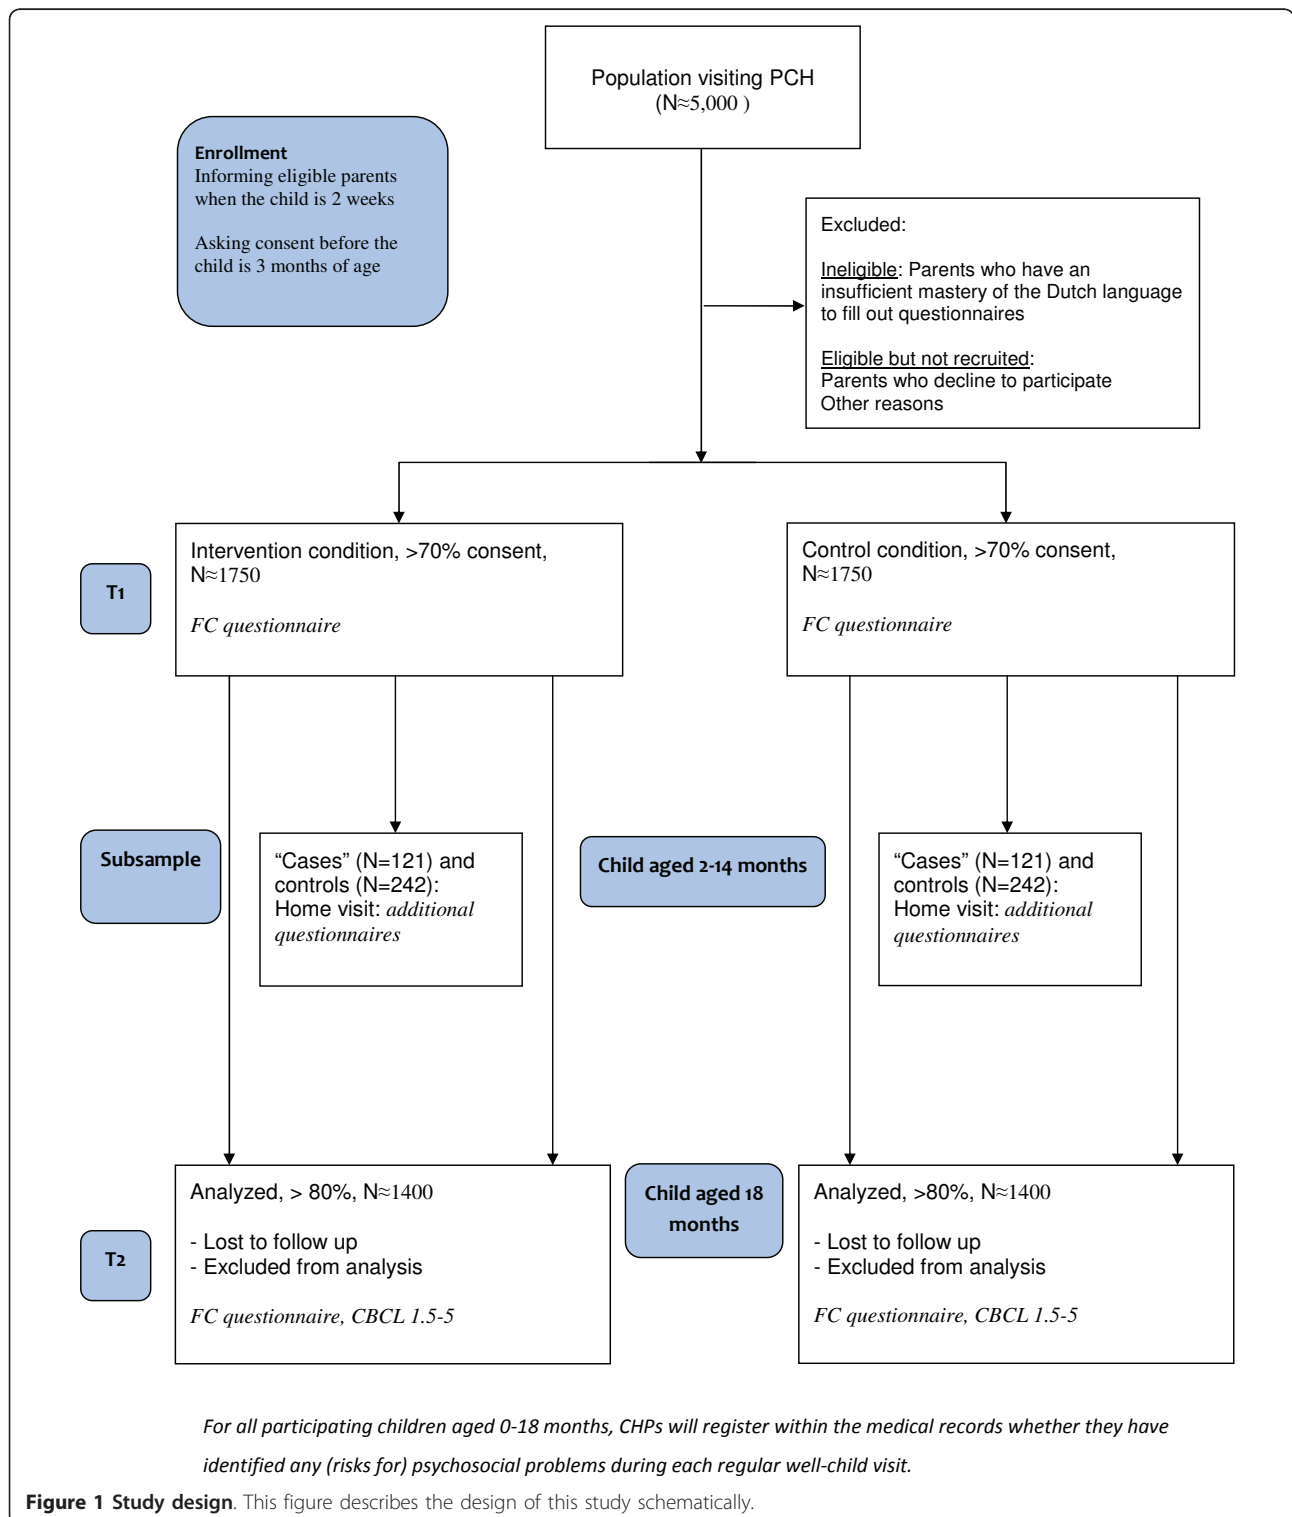 Population visiting PCH
(N≈5,000 )
Enrollment
Informing eligible parents
when the child is 2 weeks
Asking consent before the
child is 3 months of age
Excluded:
Ineligible: Parents who have an
insufficient mastery of the Dutch language
to fill out questionnaires
Eligible but not recruited:
Parents who decline to participate
Other reasons
T1
Intervention condition, >70% consent,
N≈1750
FC questionnaire
Control condition, >70% consent,
N≈1750
FC questionnaire
Subsample
“Cases” (N=121) and
controls (N=242):
Home visit: additional
questionnaires
Child aged 2-14 months
“Cases” (N=121) and
controls (N=242):
Home visit: additional
questionnaires
T2
Analyzed, > 80%, N≈1400
- Lost to follow up
- Excluded from analysis
FC questionnaire, CBCL 1.5-5
Child aged 18
months
Analyzed, >80%, N≈1400
- Lost to follow up
- Excluded from analysis
FC questionnaire, CBCL 1.5-5
For all participating children aged 0-18 months, CHPs will register within the medical records whether they have
identified any (risks for) psychosocial problems during each regular well-child visit.
Figure 1 Study design. This figure describes the design of this study schematically.